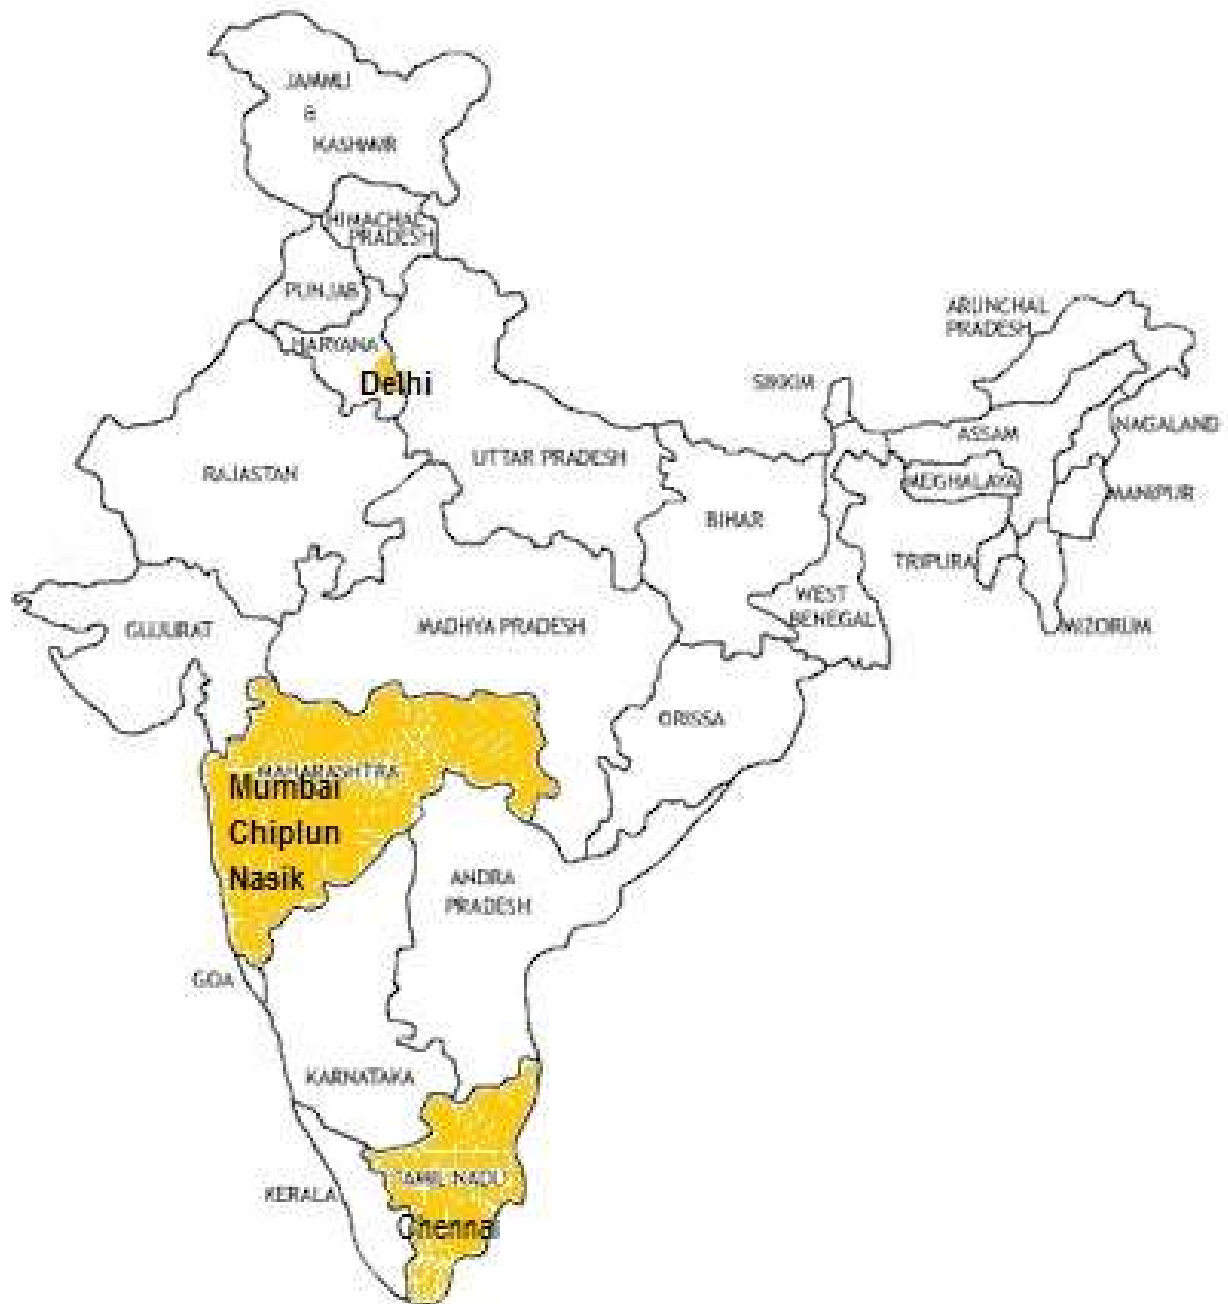 JAMMU
&
KASHMIR
HIMACHAL
PRADESH
PUNJAB
HARYANA
Delhi
ARUNCHAL
PRADESH
SIKKIM
NAGALAND
ASSAM
RAJASTAN
UTTAR PRADESH
MEGHALAYA
MANIPUR
BIHAR
TRIPURA
WEST
BENEGAL
GUJURAT
MADHYA PRADESH
MIZORUM
ORISSA
MAHARASHTRA
Mumbai
Chiplun
Nasik
ANDRA
PRADESH
GOA
KARNATAKA
TAMIL NADU
KERALA
Chennai